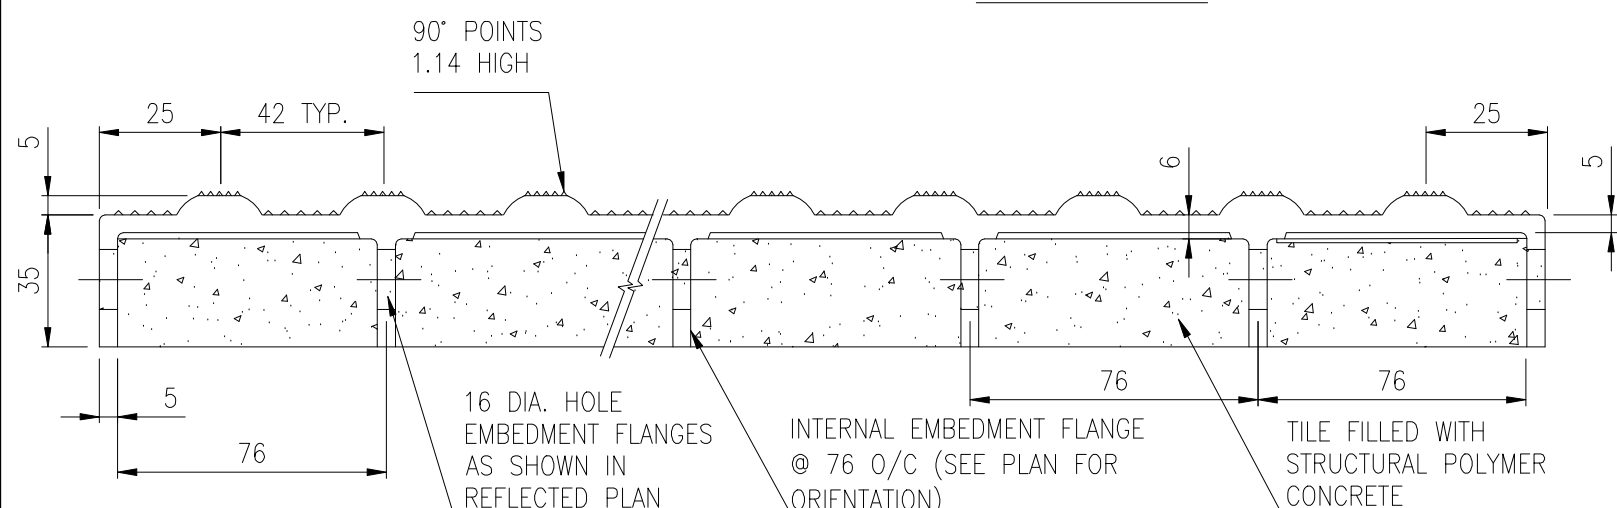 90° POINTS
1.14 HIGH
25
42 TYP.
25
5
6
5
35
5
76
76
76
16 DIA. HOLE
EMBEDMENT FLANGES
AS SHOWN IN
REFLECTED PLAN
INTERNAL EMBEDMENT FLANGE
@ 76 O/C (SEE PLAN FOR
ORIENTATION)
TILE FILLED WITH
STRUCTURAL POLYMER
CONCRETE